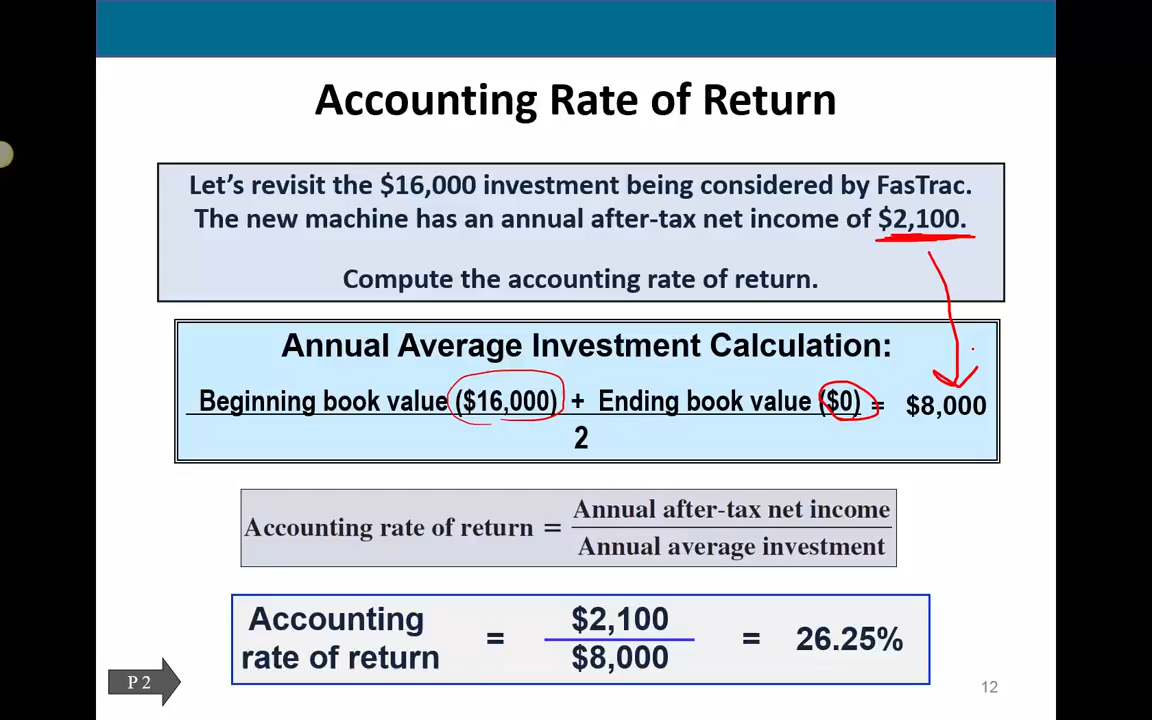 Accounting Rate of Return
Let's revisit the $16,000 investment being considered by FasTrac.
The new machine has an annual after-tax net income of $2,100.
Compute the accounting rate of return.
Annual Average Investment Calculation:
Beginning book value ($16,000) + Ending book value ($0) = $8,000
2
Accounting rate of return = Annual after-tax net income
Annual average investment
Accounting rate of return = $2,100 = 26.25%
$8,000
P 2
12